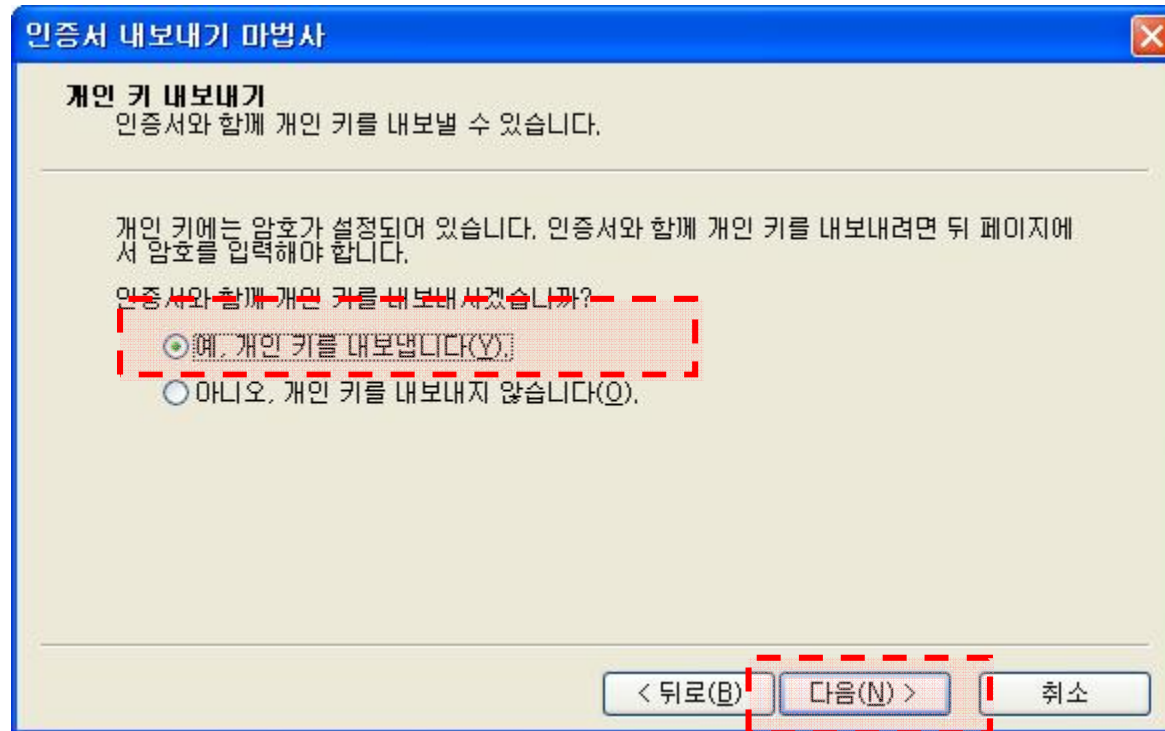 인증서 내보내기 마법사
개인 키 내보내기
인증서와 함께 개인 키를 내보낼 수 있습니다.
개인 키에는 암호가 설정되어 있습니다. 인증서와 함께 개인 키를 내보내려면 뒤 페이지에
서 암호를 입력해야 합니다.
인증서와 함께 개인 키를 내보내시겠습니까?
예, 개인 키를 내보냅니다(Y).
아니오, 개인 키를 내보내지 않습니다(O).
< 뒤로(B) 다음(N) > 취소